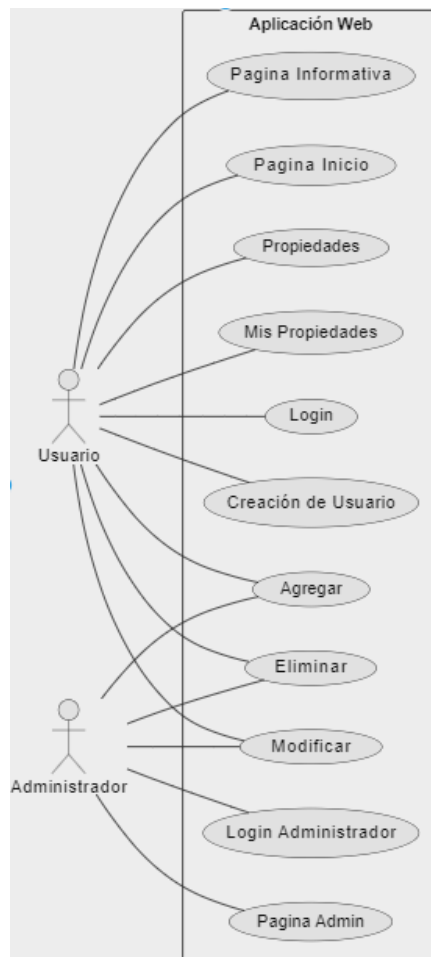 Aplicación Web
Pagina Informativa
Pagina Inicio
Propiedades
Mis Propiedades
Login
Usuario
Creación de Usuario
Agregar
Eliminar
Modificar
Administrador
Login Administrador
Pagina Admin